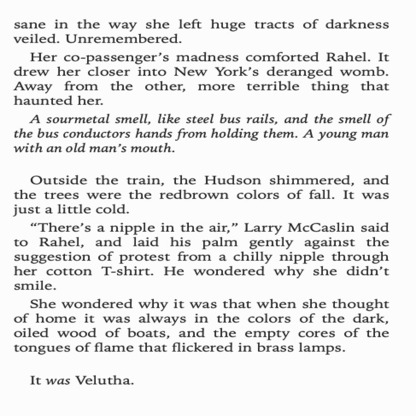 sane in the way she left huge tracts of darkness
veiled. Unremembered.
Her co-passenger's madness comforted Rahel. It
drew her closer into New York's deranged womb.
Away from the other, more terrible thing that
haunted her.
A sourmetal smell, like steel bus rails, and the smell of
the bus conductors hands from holding them. A young man
with an old man's mouth.
Outside the train, the Hudson shimmered, and
the trees were the redbrown colors of fall. It was
just a little cold.
“There's a nipple in the air,” Larry McCaslin said
to Rahel, and laid his palm gently against the
suggestion of protest from a chilly nipple through
her cotton T-shirt. He wondered why she didn't
smile.
She wondered why it was that when she thought
of home it was always in the colors of the dark,
oiled wood of boats, and the empty cores of the
tongues of flame that flickered in brass lamps.
It was Velutha.